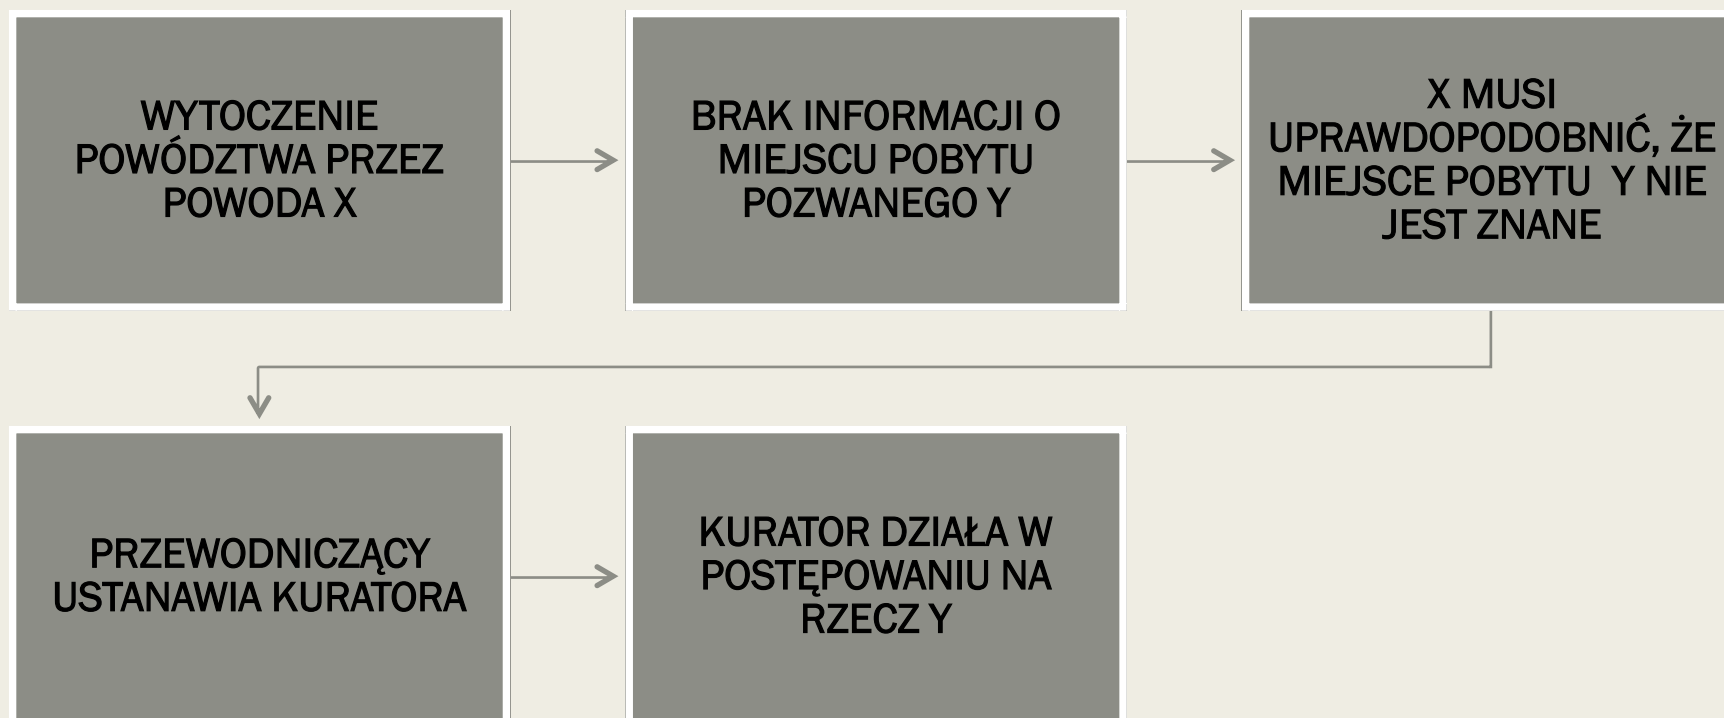 WYTOCZENIE
POWÓDZTWA PRZEZ
POWODA X
BRAK INFORMACJI O
MIEJSCU POBYTU
POZWANEGO Y
X MUSI
UPRAWDOPODOBNIĆ, ŻE
MIEJSCE POBYTU  Y NIE
JEST ZNANE
PRZEWODNICZĄCY
USTANAWIA KURATORA
KURATOR DZIAŁA W
POSTĘPOWANIU NA
RZECZ Y